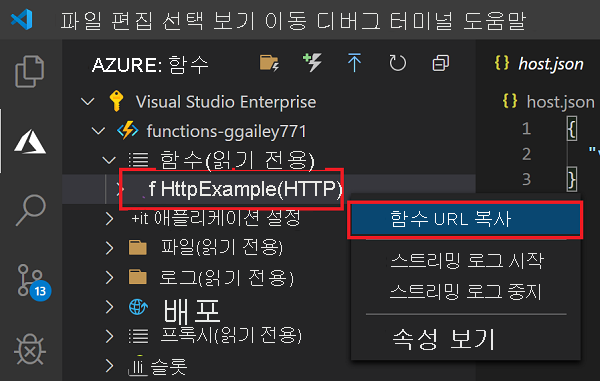 파일 편집 선택 보기 이동 디버그 터미널 도움말
AZURE: 함수
{} host.json
Visual Studio Enterprise
{} host.json
functions-ggailey771
1 {
함수(읽기 전용)
2 "v
f HttpExample(HTTP)
3 }
+it 애플리케이션 설정
함수 URL 복사
파일(읽기 전용)
스트리밍 로그 시작
로그(읽기 전용)
스트리밍 로그 중지
13
배포
프록시(읽기 전용)
속성 보기
슬롯